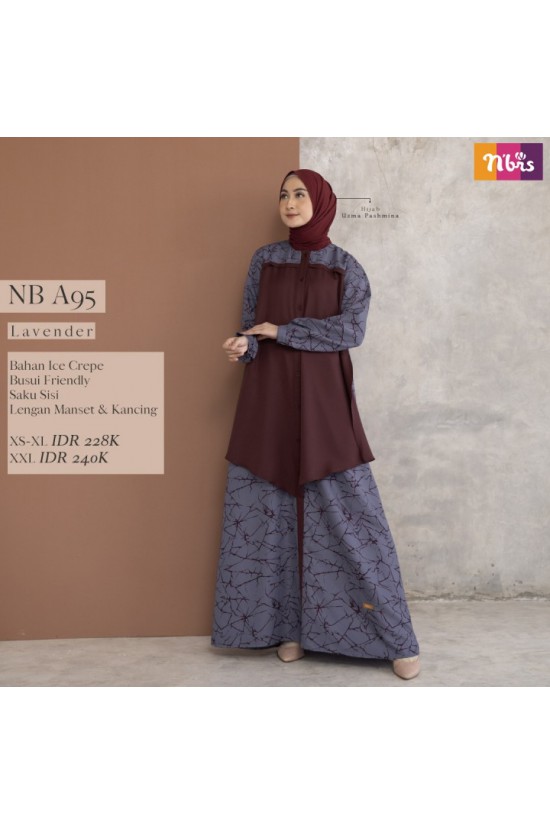 Nbrs
Hijab
Uzma Pashmina
NB A95
Lavender
Bahan Ice Crepe
Busui Friendly
Saku Sisi
Lengan Manset & Kancing
XS-XL IDR 228K
XXL IDR 240K